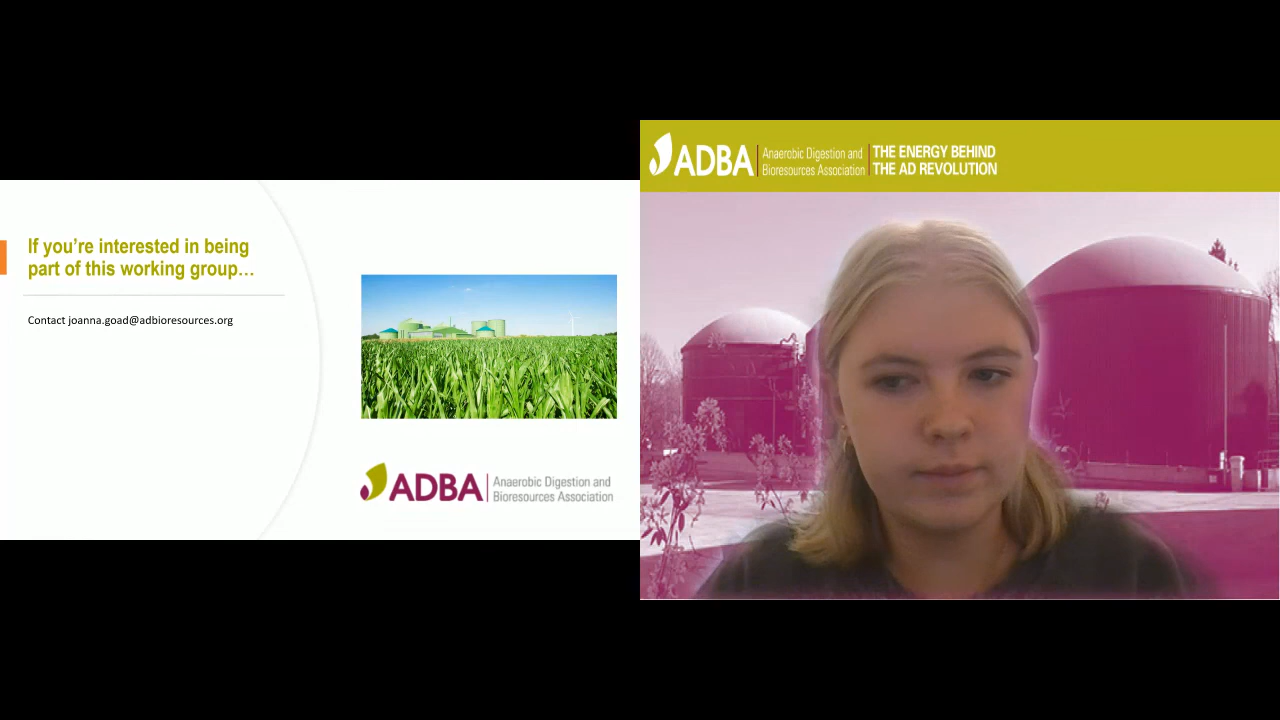 If you're interested in being
part of this working group…
Contact joanna.goad@adbioresources.org
ADBA
Anaerobic Digestion and
Bioresources Association
ADBA
Anaerobic Digestion and
Bioresources Association
THE ENERGY BEHIND
THE AD REVOLUTION